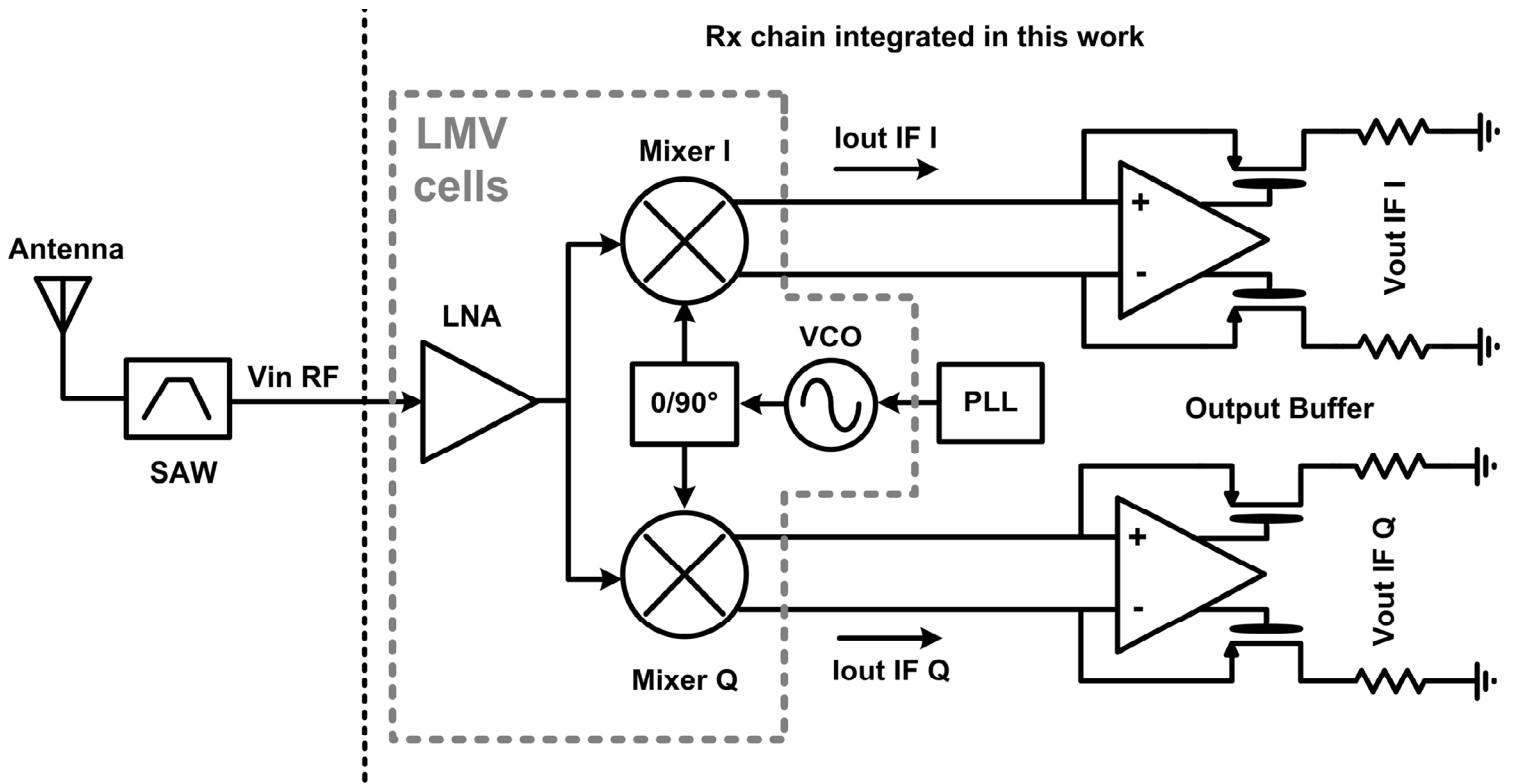 Rx chain integrated in this work
LMV
cells
Mixer I
Iout IF I
+
-
Vout IF I
Antenna
LNA
VCO
Vin RF
0/90°
PLL
SAW
Output Buffer
+
-
Vout IF Q
Mixer Q
Iout IF Q